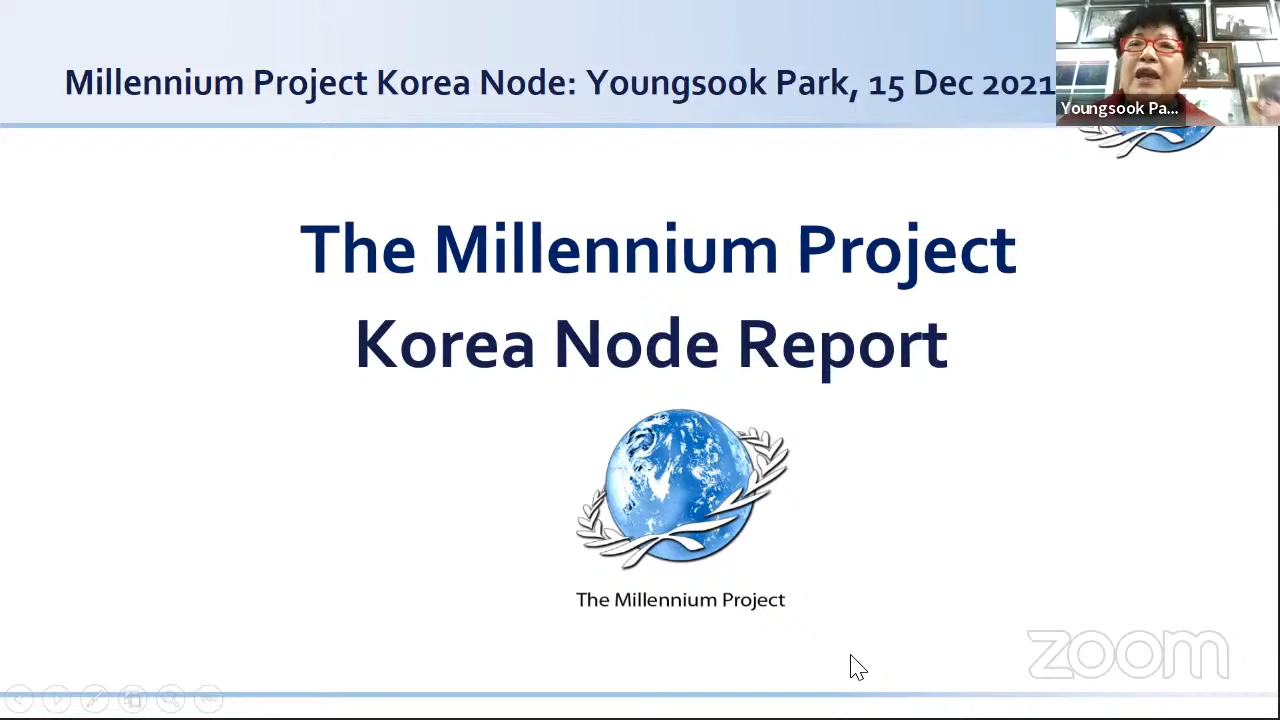 Millennium Project Korea Node: Youngsook Park, 15 Dec 2021
Youngsook Pa...
The Millennium Project
Korea Node Report
The Millennium Project
zoom